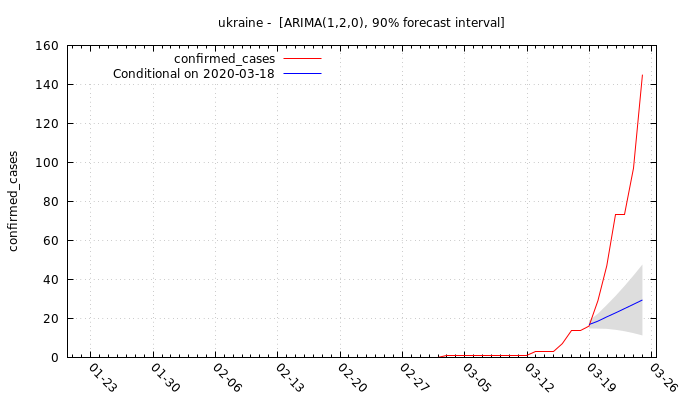 ukraine -  [ARIMA(1,2,0), 90% forecast interval]
confirmed_cases
Conditional on 2020-03-18
confirmed_cases
160
140
120
100
80
60
40
20
0
01-23 01-30 02-06 02-13 02-20 02-27 03-05 03-12 03-19 03-26